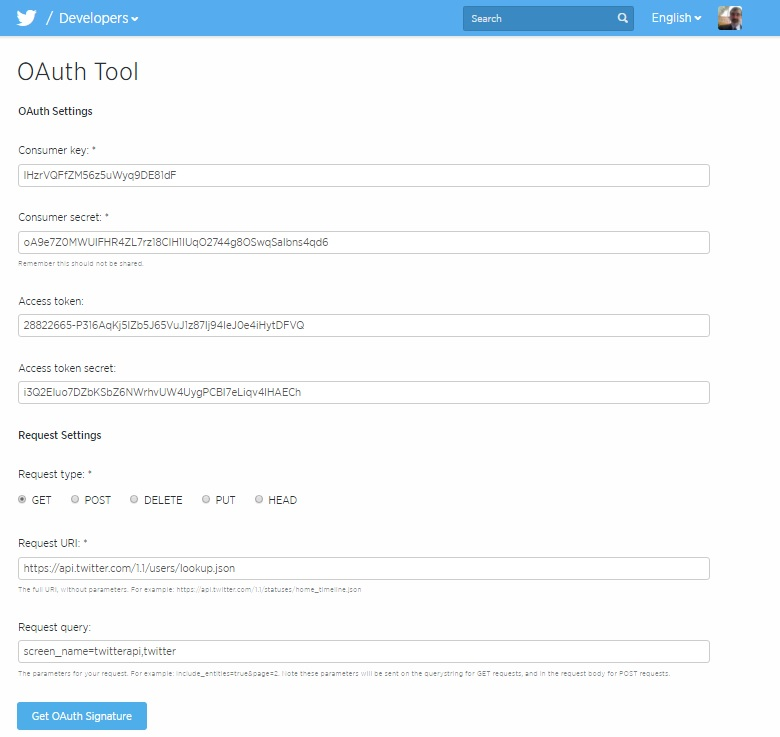 / Developers
Search
English
OAuth Tool
OAuth Settings
Consumer key: *
IHzrVQFfZM56z5uWyq9DE81dF
Consumer secret: *
oA9e7Z0MWUIFHR4ZL7rz18CIH1IUqO2744g8OSwqSaIbns4qd6
Remember this should not be shared.
Access token:
28822665-P316AqKj5IZb5J65VuJ1z87Ij94IeJ0e4iHytDFVQ
Access token secret:
i3Q2EIuo7DZbKSbZ6NWrhvUW4UygPCBI7eLiqv4IHAECh
Request Settings
Request type: *
GET POST DELETE PUT HEAD
Request URI: *
https://api.twitter.com/1.1/users/lookup.json
The full URI, without parameters. For example: https://api.twitter.com/1.1/statuses/home_timeline.json
Request query:
screen_name=twitterapi,twitter
The parameters for your request. For example: include_entities=true&page=2. Note these parameters will be sent on the querystring for GET requests, and in the request body for POST requests.
Get OAuth Signature